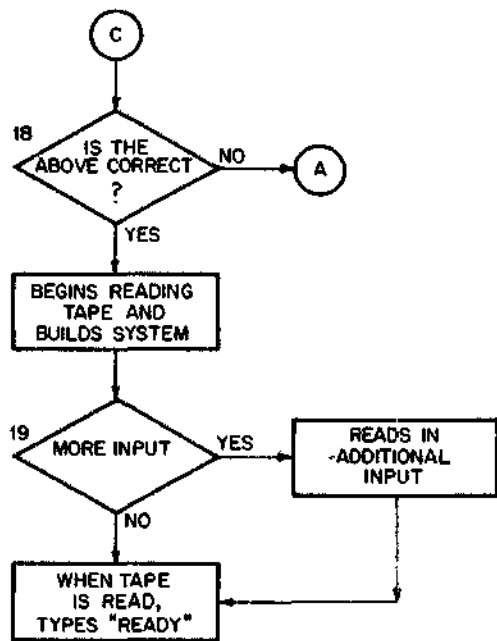 C
18
IS THE
ABOVE CORRECT
?
NO
A
YES
BEGINS READING
TAPE AND
BUILDS SYSTEM
19
MORE INPUT
YES
READS IN
ADDITIONAL
INPUT
NO
WHEN TAPE
IS READ,
TYPES "READY"